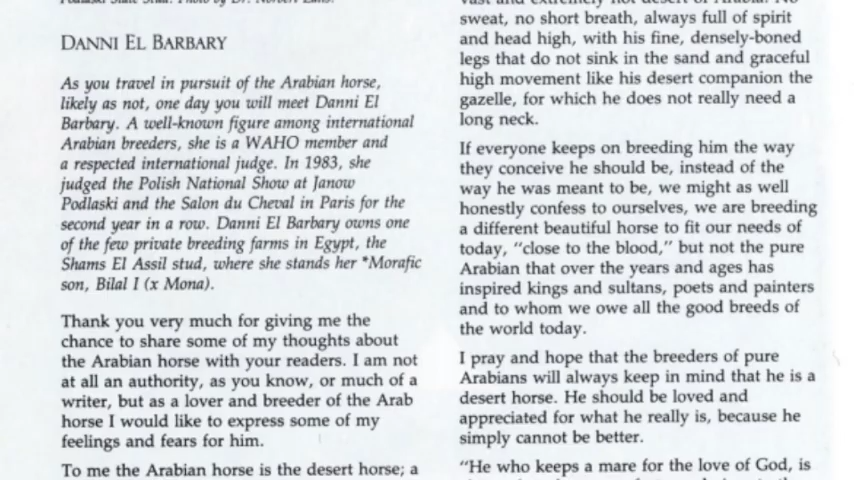 Podlaski State Stud. Photo by Dr.
DANNI EL BARBARY
As you travel in pursuit of the Arabian horse,
likely as not, one day you will meet Danni El
Barbary. A well-known figure among international
Arabian breeders, she is a WAHO member and
a respected international judge. In 1983, she
judged the Polish National Show at Janow
Podlaski and the Salon du Cheval in Paris for the
second year in a row. Danni El Barbary owns one
of the few private breeding farms in Egypt, the
Shams El Assil stud, where she stands her *Morafic
son, Bilal I (x Mona).
Thank you very much for giving me the
chance to share some of my thoughts about
the Arabian horse with your readers. I am not
at all an authority, as you know, or much of a
writer, but as a lover and breeder of the Arab
horse I would like to express some of my
feelings and fears for him.
To me the Arabian horse is the desert horse; a
vast and extremely hot desert of Arabia. No
sweat, no short breath, always full of spirit
and head high, with his fine, densely-boned
legs that do not sink in the sand and graceful
high movement like his desert companion the
gazelle, for which he does not really need a
long neck.
If everyone keeps on breeding him the way
they conceive he should be, instead of the
way he was meant to be, we might as well
honestly confess to ourselves, we are breeding
a different beautiful horse to fit our needs of
today, "close to the blood," but not the pure
Arabian that over the years and ages has
inspired kings and sultans, poets and painters
and to whom we owe all the good breeds of
the world today.
I pray and hope that the breeders of pure
Arabians will always keep in mind that he is a
desert horse. He should be loved and
appreciated for what he really is, because he
simply cannot be better.
"He who keeps a mare for the love of God, is